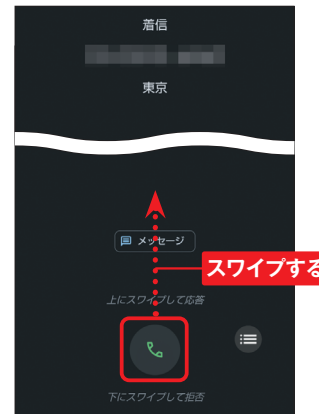 着信
東京
メッセージ
スワイプする
上にスワイプして応答
下にスワイプして拒否